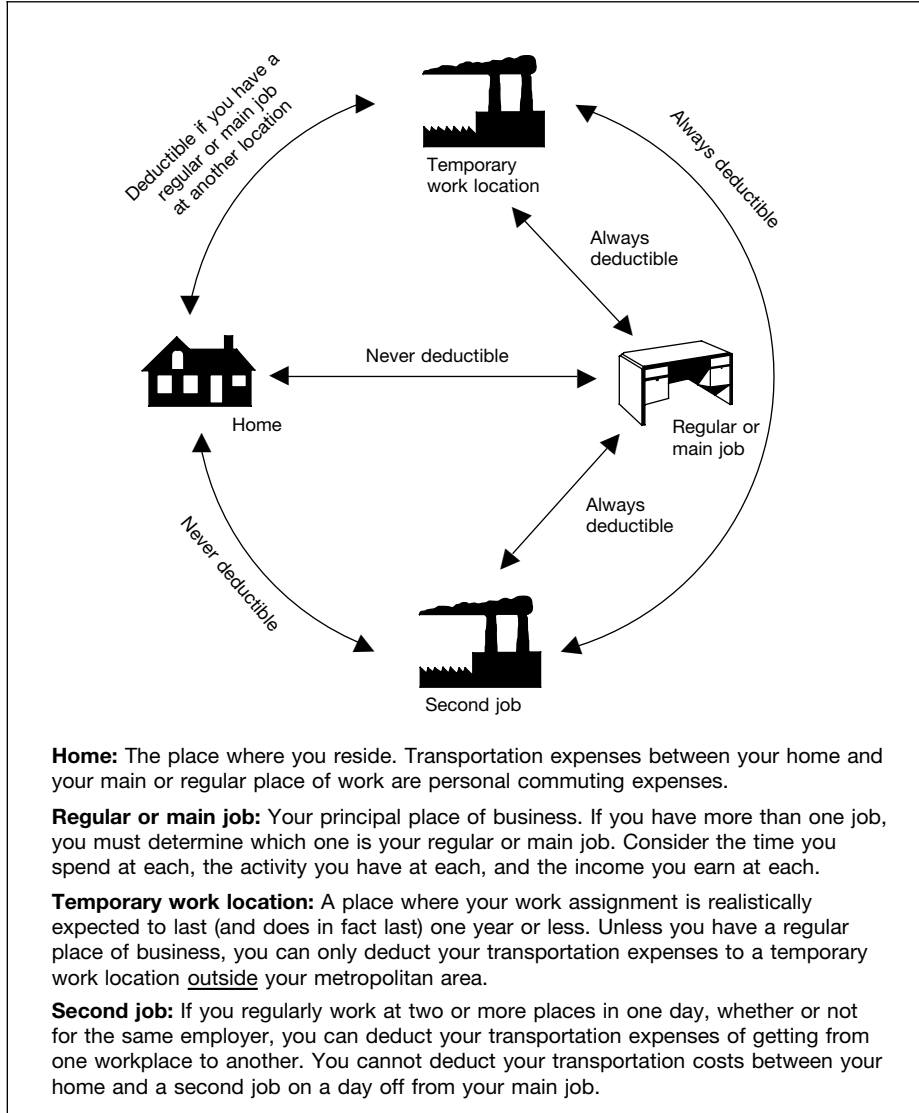 Deductible if you have a
regular or main job
at another location
Temporary
work location
Always deductible
Always
deductible
Never deductible
Home
Regular or
main job
Always
deductible
Never deductible
Second job
Home: The place where you reside. Transportation expenses between your home and
your main or regular place of work are personal commuting expenses.
Regular or main job: Your principal place of business. If you have more than one job,
you must determine which one is your regular or main job. Consider the time you
spend at each, the activity you have at each, and the income you earn at each.
Temporary work location: A place where your work assignment is realistically
expected to last (and does in fact last) one year or less. Unless you have a regular
place of business, you can only deduct your transportation expenses to a temporary
work location outside your metropolitan area.
Second job: If you regularly work at two or more places in one day, whether or not
for the same employer, you can deduct your transportation expenses of getting from
one workplace to another. You cannot deduct your transportation costs between your
home and a second job on a day off from your main job.